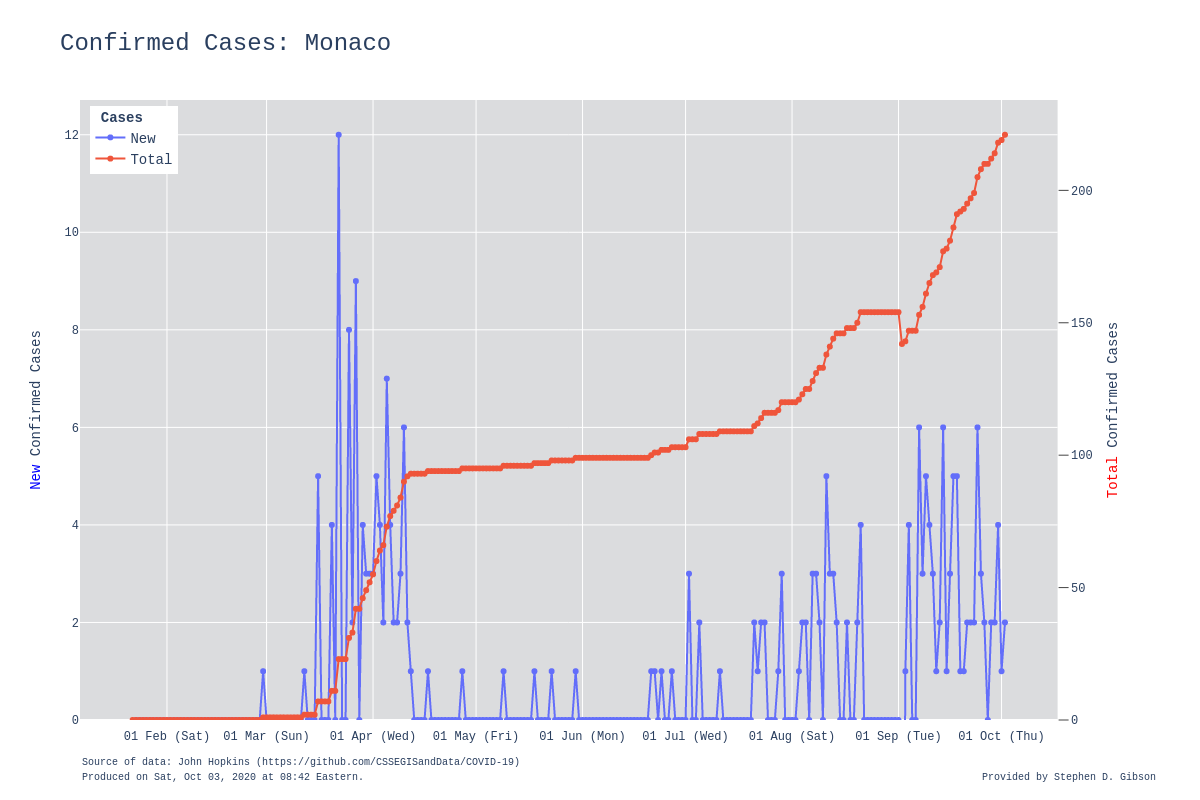 Confirmed Cases: Monaco
Cases
New
Total
12
10
8
6
4
2
0
200
150
100
50
0
New Confirmed Cases
Total Confirmed Cases
01 Feb (Sat)
01 Mar (Sun)
01 Apr (Wed)
01 May (Fri)
01 Jun (Mon)
01 Jul (Wed)
01 Aug (Sat)
01 Sep (Tue)
01 Oct (Thu)
Source of data: John Hopkins (https://github.com/CSSEGISandData/COVID-19)
Produced on Sat, Oct 03, 2020 at 08:42 Eastern.
Provided by Stephen D. Gibson